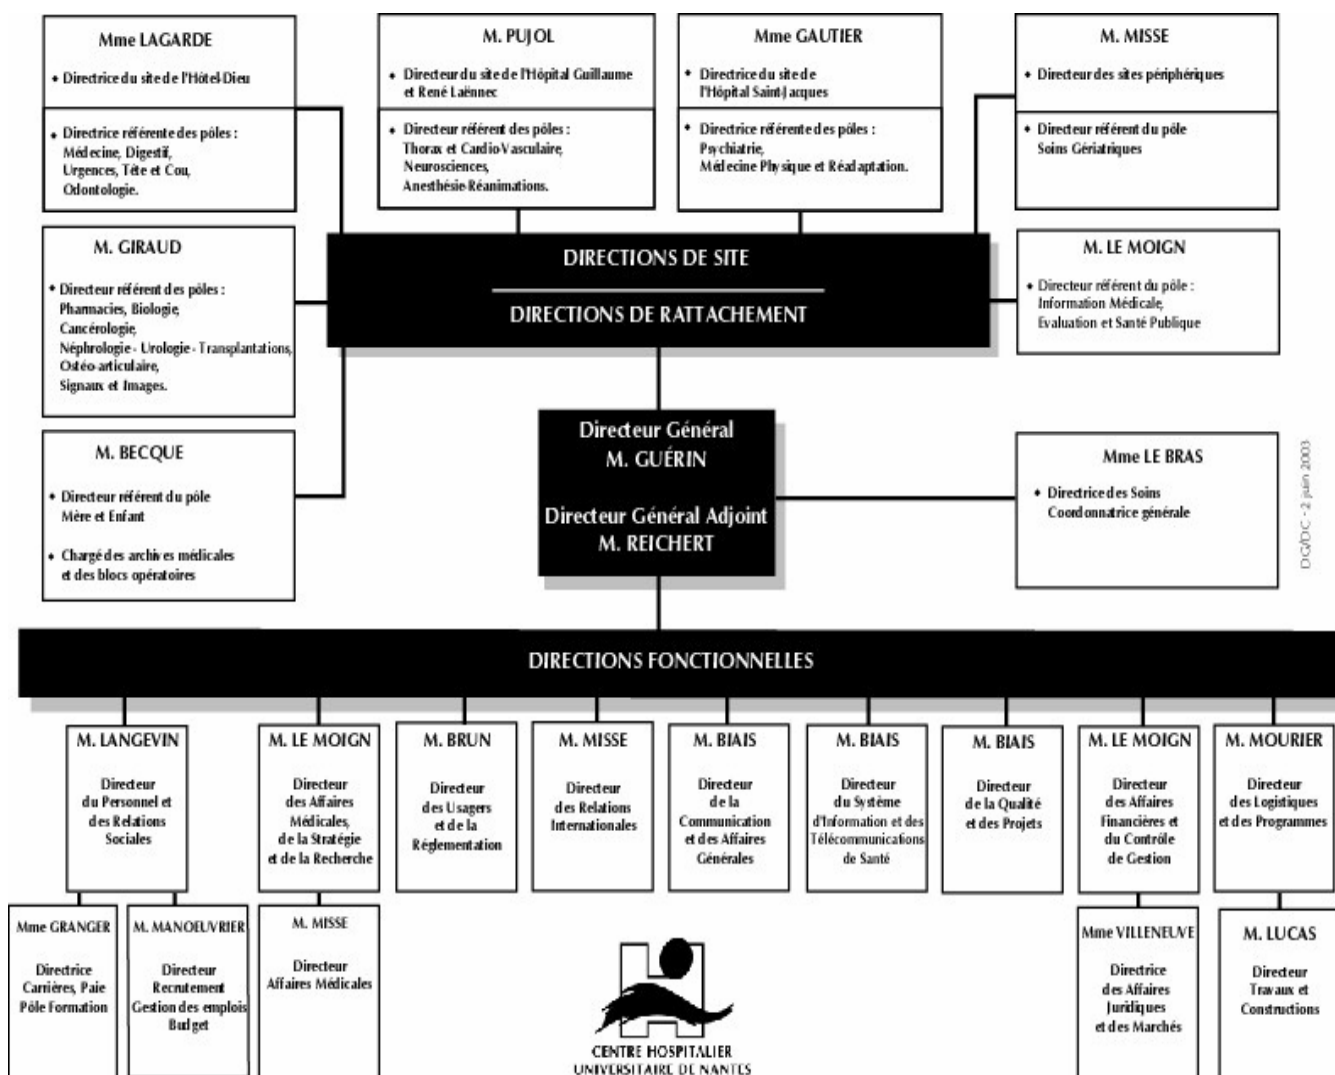 Mme LAGARDE
♦ Directrice du site de l'Hôtel-Dieu
♦ Directrice référente des pôles :
Médecine, Digestif,
Urgences, Tête et Cou,
Odontologie.
M. PUJOL
♦ Directeur du site de l'Hôpital Guillaume
et René Laënnec
♦ Directeur référent des pôles :
Thorax et Cardio-Vasculaire,
Neurosciences,
Anesthésie-Réanimations.
Mme GAUTIER
♦ Directrice du site de
l'Hôpital Saint-Jacques
♦ Directrice référente des pôles :
Psychiatrie,
Médecine Physique et Réadaptation.
M. MISSE
♦ Directeur des sites périphériques
♦ Directeur référent du pôle
Soins Gériatriques
M. GIRAUD
♦ Directeur référent des pôles :
Pharmacies, Biologie,
Cancérologie,
Néphrologie - Urologie - Transplantations,
Ostéo-articulaire,
Signaux et Images.
DIRECTIONS DE SITE
DIRECTIONS DE RATTACHEMENT
M. LE MOIGN
♦ Directeur référent du pôle :
Information Médicale,
Evaluation et Santé Publique
M. BECQUE
♦ Directeur référent du pôle
Mère et Enfant
♦ Chargé des archives médicales
et des blocs opératoires
Directeur Général
M. GUÉRIN
Directeur Général Adjoint
M. REICHERT
Mme LE BRAS
♦ Directrice des Soins
Coordonnatrice générale
DG/DC - 2 juin 2003
DIRECTIONS FONCTIONNELLES
M. LANGEVIN
Directeur
du Personnel et
des Relations
Sociales
M. LE MOIGN
Directeur
des Affaires
Médicales,
de la Stratégie
et de la Recherche
M. BRUN
Directeur
des Usagers
et de la
Réglementation
M. MISSE
Directeur
des Relations
Internationales
M. BIAIS
Directeur
de la
Communication
et des Affaires
Générales
M. BIAIS
Directeur
du Système
d'Information et des
Télécommunications
de Santé
M. BIAIS
Directeur
de la Qualité
et des Projets
M. LE MOIGN
Directeur
des Affaires
Financières et
du Contrôle
de Gestion
M. MOURIER
Directeur
des Logistiques
et des Programmes
Mme GRANGER
Directrice
Carrières, Paie
Pôle Formation
M. MANOEUVRIER
Directeur
Recrutement
Gestion des emplois
Budget
M. MISSE
Directeur
Affaires Médicales
Mme VILLENEUVE
Directrice
des Affaires
Juridiques
et des Marchés
M. LUCAS
Directeur
Travaux et
Constructions
CENTRE HOSPITALIER
UNIVERSITAIRE DE NANTES